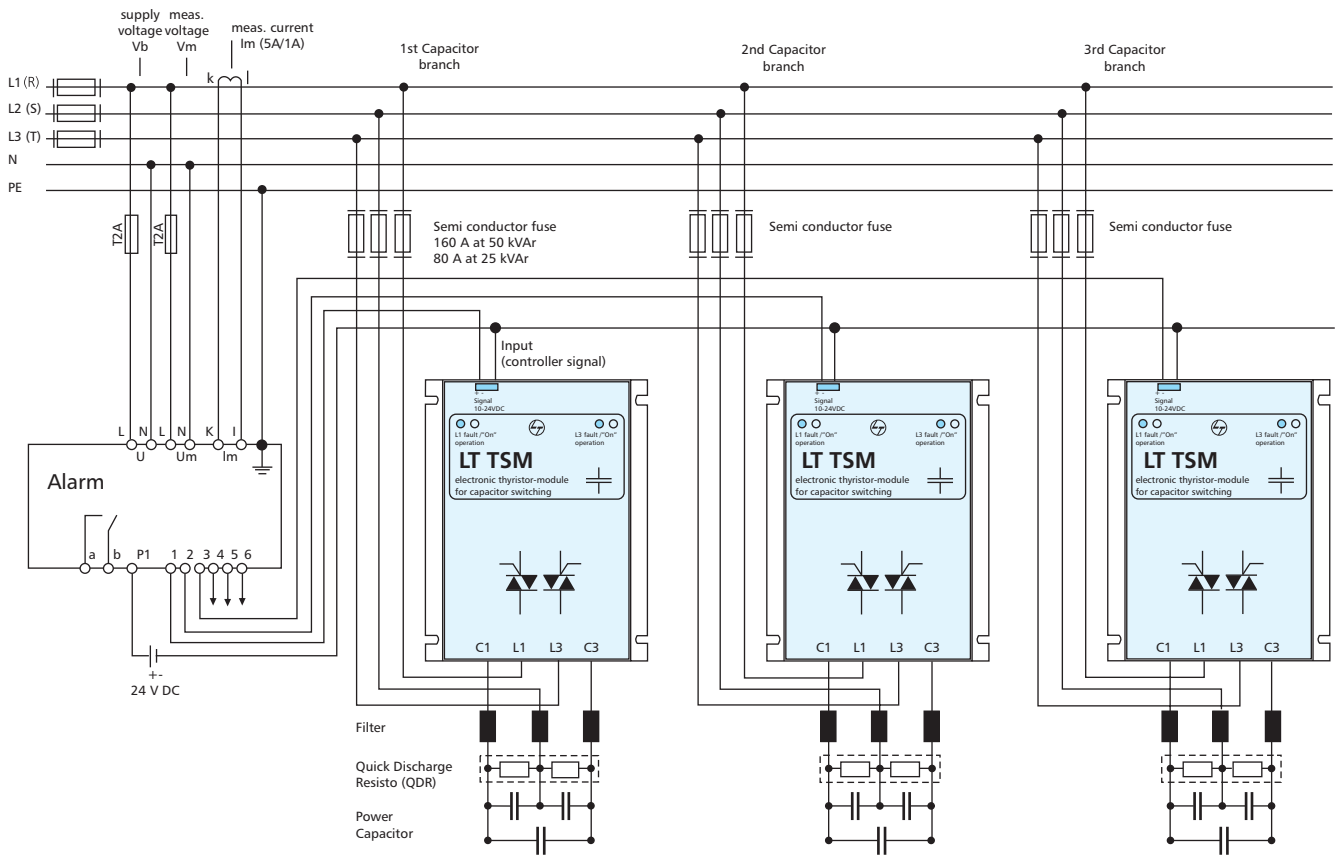 supply meas.
voltage voltage
Vb Vm
meas. current
Im (5A/1A)
k l
1st Capacitor
branch
2nd Capacitor
branch
3rd Capacitor
branch
L1 (R)
L2 (S)
L3 (T)
N
PE
T2A T2A
Semi conductor fuse
160 A at 50 kVAr
80 A at 25 kVAr
Semi conductor fuse
Semi conductor fuse
Input
(controller signal)
L N L N K I
U Um Im
Alarm
a b P1 1 2 3 4 5 6
+-
24 V DC
+ -
Signal
10-24VDC
L1 fault /"On"
operation
L3 fault /"On"
operation
LT TSM
electronic thyristor-module
for capacitor switching
C1 L1 L3 C3
+ -
Signal
10-24VDC
L1 fault /"On"
operation
L3 fault /"On"
operation
LT TSM
electronic thyristor-module
for capacitor switching
C1 L1 L3 C3
+ -
Signal
10-24VDC
L1 fault /"On"
operation
L3 fault /"On"
operation
LT TSM
electronic thyristor-module
for capacitor switching
C1 L1 L3 C3
Filter
Quick Discharge
Resisto (QDR)
Power
Capacitor